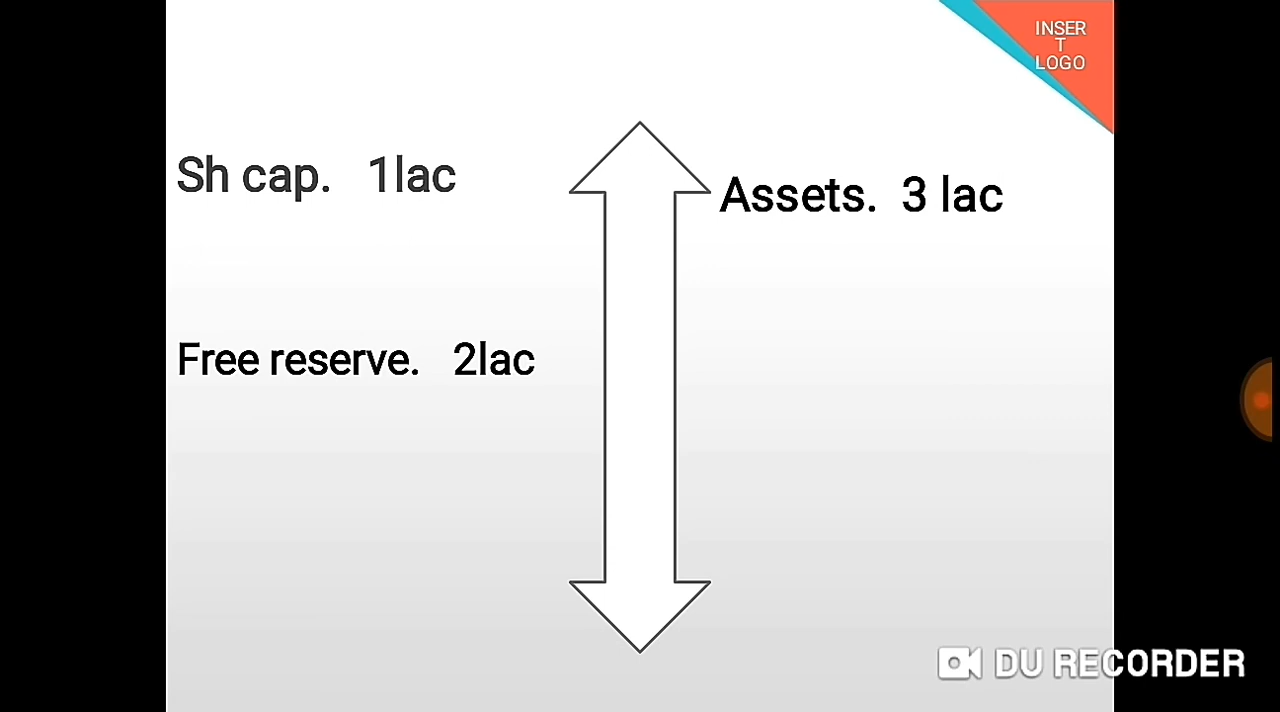 INSER
T
LOGO
Sh cap. 1lac
Assets. 3 lac
Free reserve. 2lac
DU RECORDER